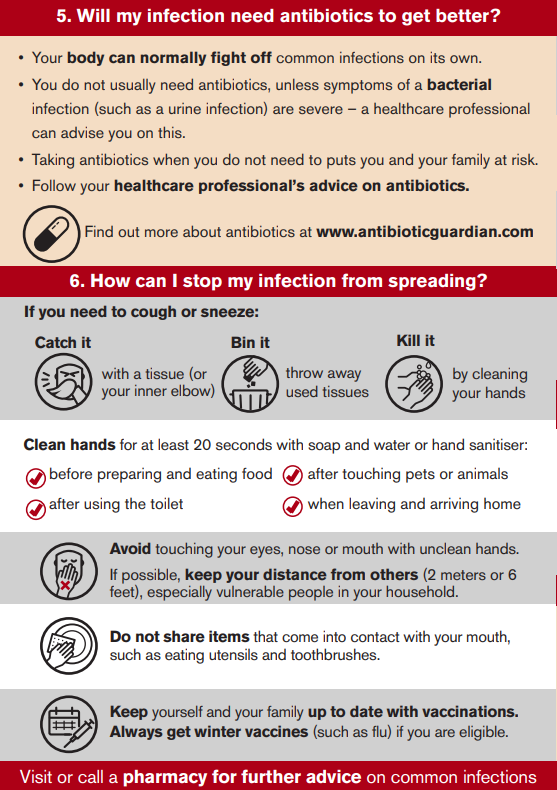 5. Will my infection need antibiotics to get better?
• Your body can normally fight off common infections on its own.
• You do not usually need antibiotics, unless symptoms of a bacterial
infection (such as a urine infection) are severe – a healthcare professional
can advise you on this.
• Taking antibiotics when you do not need to puts you and your family at risk.
• Follow your healthcare professional's advice on antibiotics.
Find out more about antibiotics at www.antibioticguardian.com
6. How can I stop my infection from spreading?
If you need to cough or sneeze:
Catch it
with a tissue (or
your inner elbow)
Bin it
throw away
used tissues
Kill it
by cleaning
your hands
Clean hands for at least 20 seconds with soap and water or hand sanitiser:
before preparing and eating food
after touching pets or animals
after using the toilet
when leaving and arriving home
Avoid touching your eyes, nose or mouth with unclean hands.
If possible, keep your distance from others (2 meters or 6
feet), especially vulnerable people in your household.
Do not share items that come into contact with your mouth,
such as eating utensils and toothbrushes.
Keep yourself and your family up to date with vaccinations.
Always get winter vaccines (such as flu) if you are eligible.
Visit or call a pharmacy for further advice on common infections